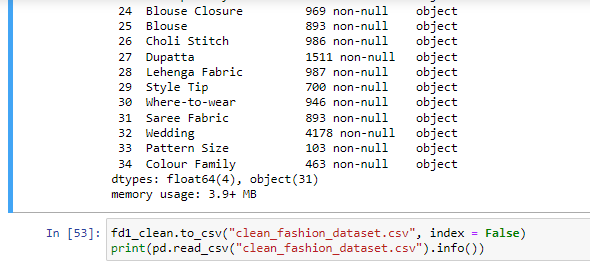 24  Blouse Closure      969 non-null    object
25  Blouse              893 non-null    object
26  Choli Stitch        986 non-null    object
27  Dupatta             1511 non-null   object
28  Lehenga Fabric      987 non-null    object
29  Style Tip           700 non-null    object
30  Where-to-wear       946 non-null    object
31  Saree Fabric        893 non-null    object
32  Wedding             4178 non-null   object
33  Pattern Size        103 non-null    object
34  Colour Family       463 non-null    object
dtypes: float64(4), object(31)
memory usage: 3.9+ MB
In [53]: fd1_clean.to_csv("clean_fashion_dataset.csv", index = False)
print(pd.read_csv("clean_fashion_dataset.csv").info())